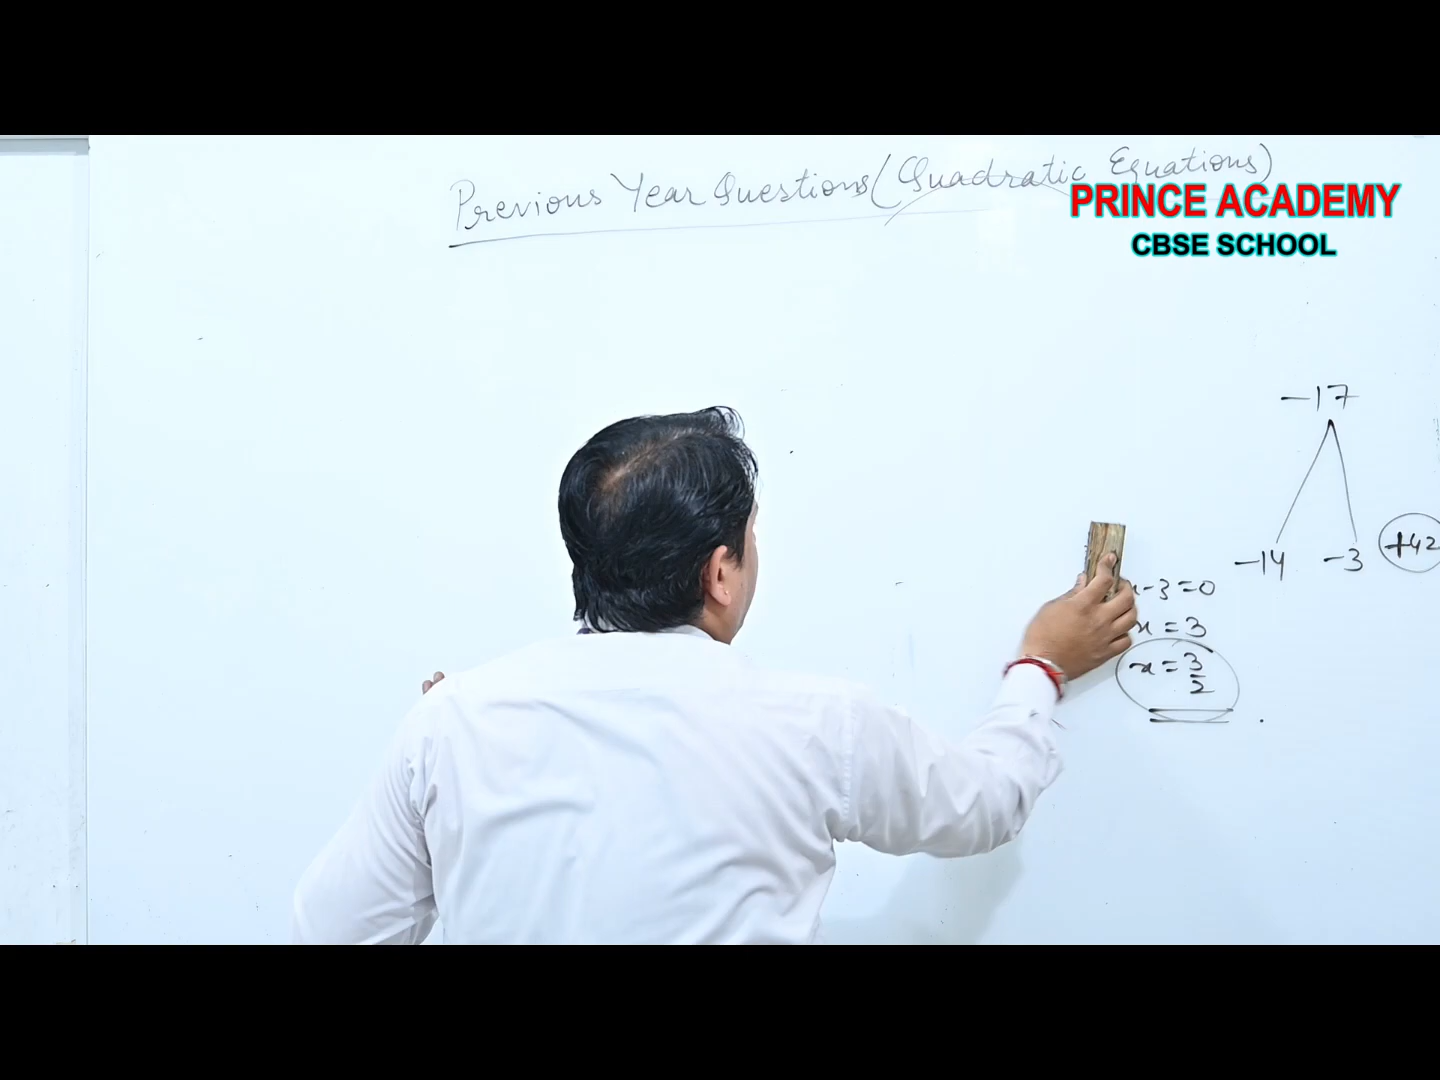 Previous Year Questions (Quadratic Equations)
PRINCE ACADEMY
CBSE SCHOOL
-17
-14 -3 +42
-3=0
x=3
x=3/2